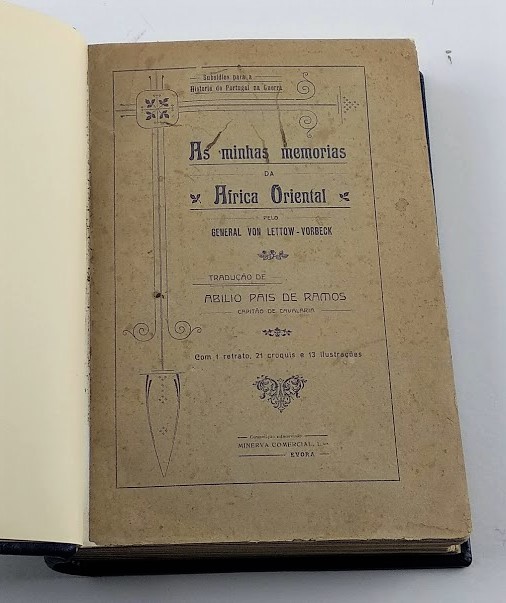 Subsidios para a
Historia de Portugal na Guerra
As minhas memorias
DA
Africa Oriental
PELO
GENERAL VON LETTOW-VORBECK
TRADUÇÃO DE
ABILIO PAIS DE RAMOS
CAPITÃO DE CAVALARIA
Com 1 retrato, 21 croquis e 13 ilustrações
MINERVA COMERCIAL, L.da
EVORA